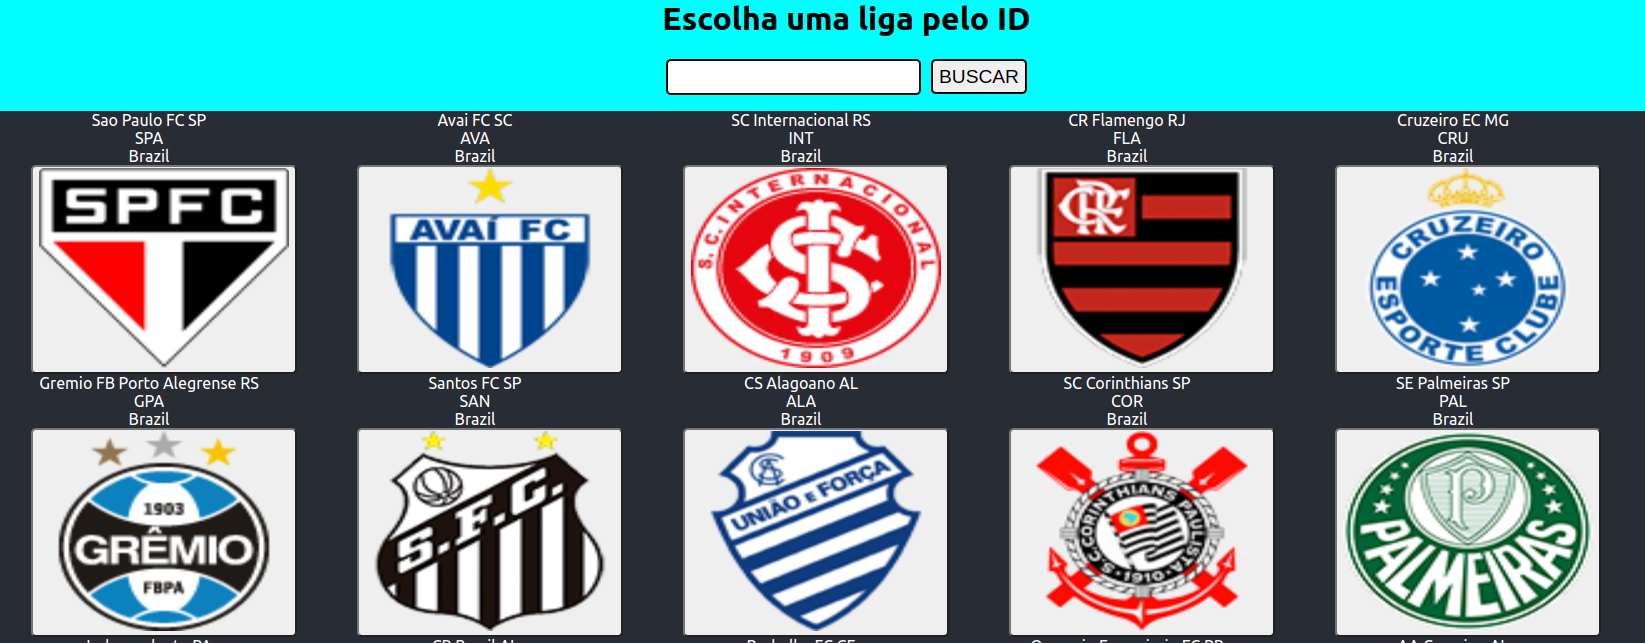 Escolha uma liga pelo ID
BUSCAR
Sao Paulo FC SP
SPA
Brazil
SPFC
Avai FC SC
AVA
Brazil
AVAÍ FC
SC Internacional RS
INT
Brazil
S.C. INTERNACIONAL
1909
CR Flamengo RJ
FLA
Brazil
CRF
Cruzeiro EC MG
CRU
Brazil
CRUZEIRO
ESPORTE CLUBE
Gremio FB Porto Alegrense RS
GPA
Brazil
1903
GRÊMIO
FBPA
Santos FC SP
SAN
Brazil
S.F.C.
CS Alagoano AL
ALA
Brazil
UNIÃO E FORÇA
SC Corinthians SP
COR
Brazil
S.C. CORINTHIANS PAULISTA
1910
SE Palmeiras SP
PAL
Brazil
P
PALMEIRAS